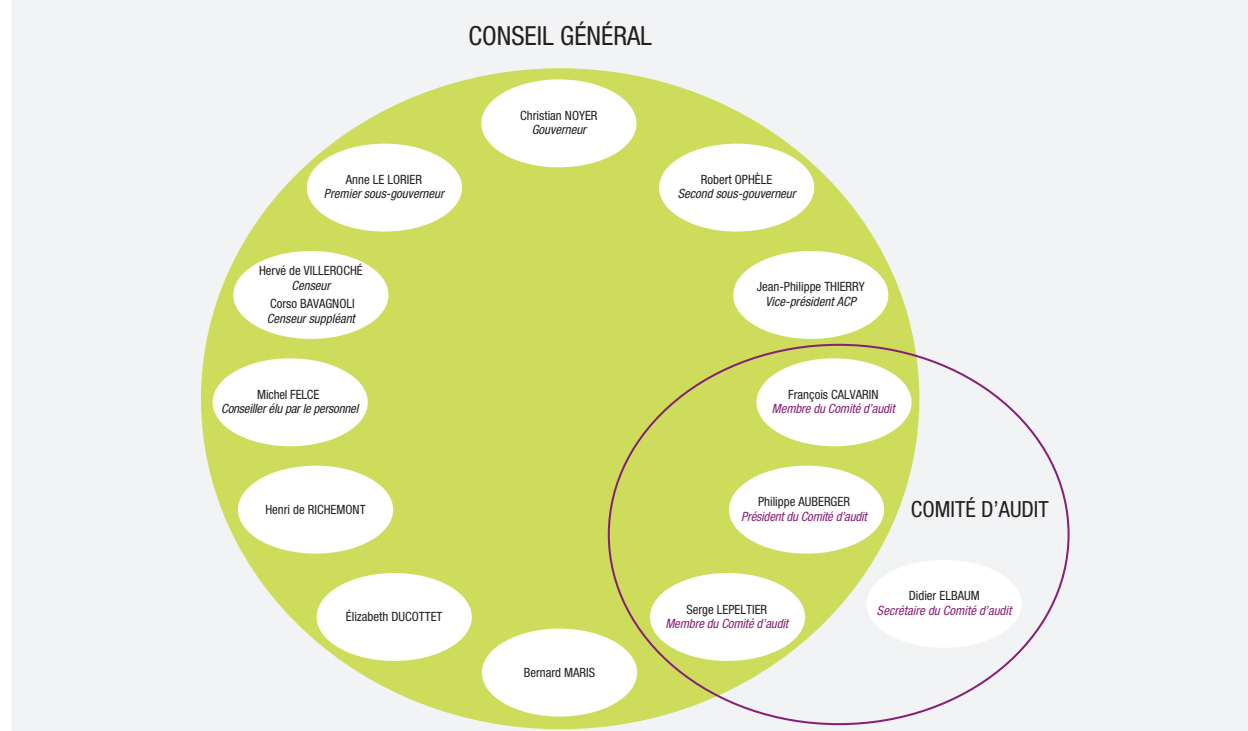 CONSEIL GÉNÉRAL
Christian NOYER
Gouverneur
Anne LE LORIER
Premier sous-gouverneur
Robert OPHÈLE
Second sous-gouverneur
Hervé de VILLEROCHÉ
Censeur
Corso BAVAGNOLI
Censeur suppléant
Jean-Philippe THIERRY
Vice-président ACP
Michel FELCE
Conseiller élu par le personnel
François CALVARIN
Membre du Comité d'audit
Henri de RICHEMONT
Philippe AUBERGER
Président du Comité d'audit
COMITÉ D'AUDIT
Élizabeth DUCOTTET
Serge LEPELTIER
Membre du Comité d'audit
Didier ELBAUM
Secrétaire du Comité d'audit
Bernard MARIS